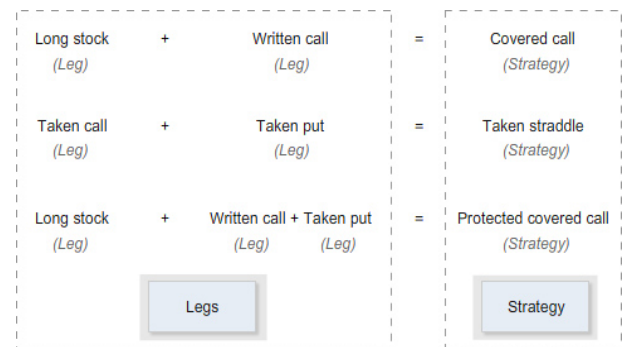 Long stock + Written call = Covered call
(Leg) (Leg) (Strategy)
Taken call + Taken put = Taken straddle
(Leg) (Leg) (Strategy)
Long stock + Written call + Taken put = Protected covered call
(Leg) (Leg) (Leg) (Strategy)
Legs Strategy